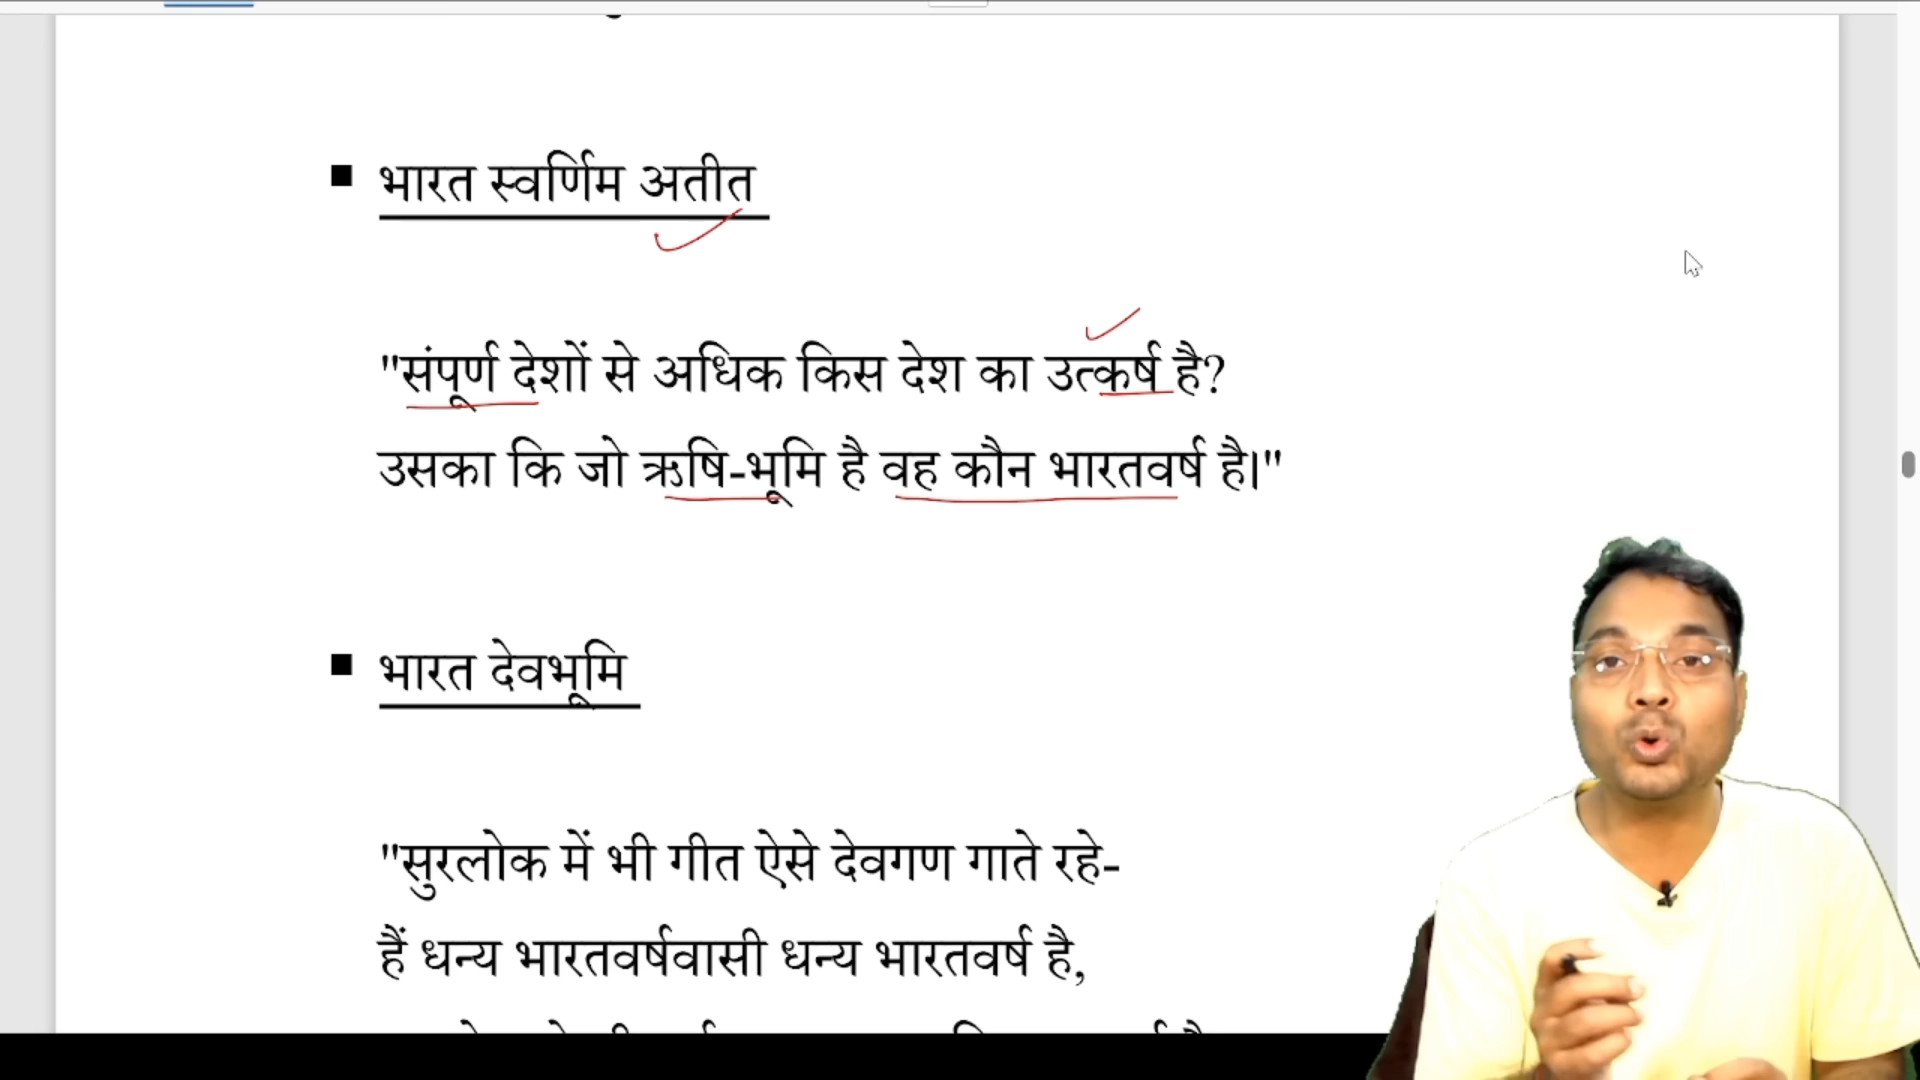 ▪ भारत स्वर्णिम अतीत
"संपूर्ण देशों से अधिक किस देश का उत्कर्ष है?
उसका कि जो ऋषि-भूमि है वह कौन भारतवर्ष है।"
▪ भारत देवभूमि
"सुरलोक में भी गीत ऐसे देवगण गाते रहे-
हैं धन्य भारतवर्षवासी धन्य भारतवर्ष है,